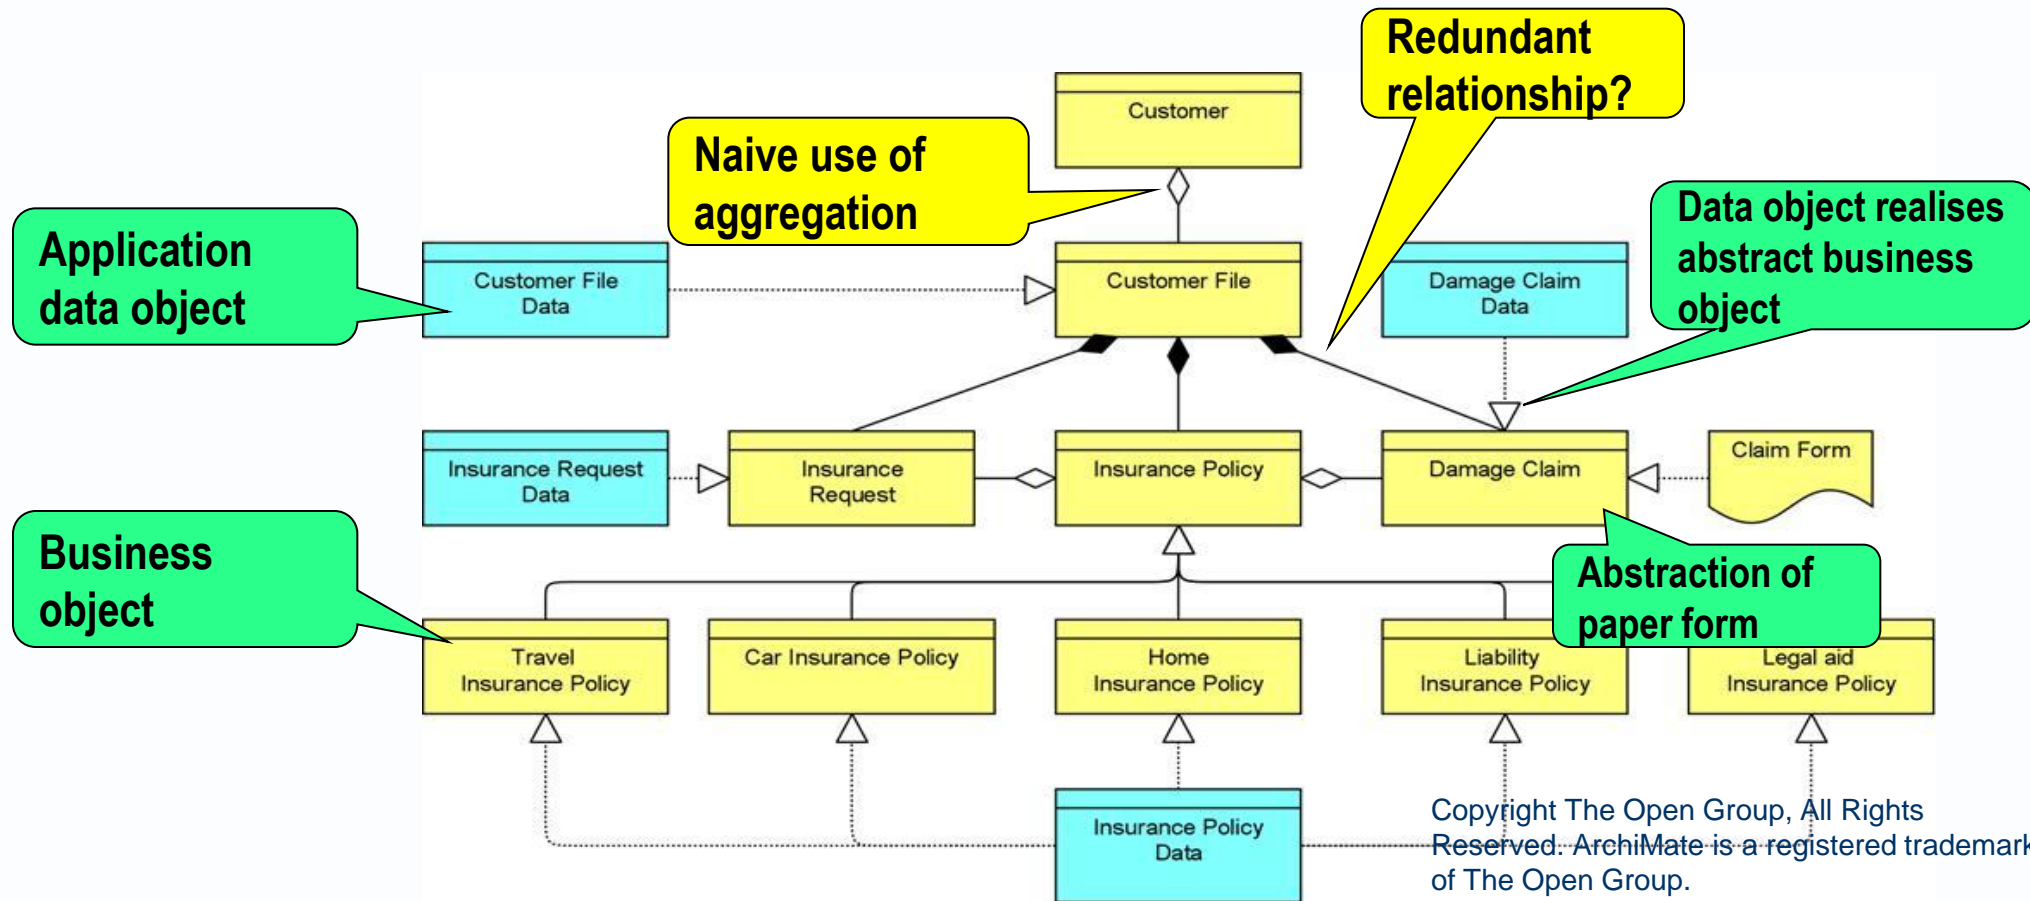 Redundant
relationship?
Customer
Naive use of
aggregation
Data object realises
abstract business
object
Application
data object
Customer File
Data
Customer File
Damage Claim
Data
Insurance Request
Data
Insurance
Request
Insurance Policy
Damage Claim
Claim Form
Business
object
Abstraction of
paper form
Travel
Insurance Policy
Car Insurance Policy
Home
Insurance Policy
Liability
Insurance Policy
Legal aid
Insurance Policy
Insurance Policy
Data
Copyright The Open Group, All Rights
Reserved. ArchiMate is a registered trademark
of The Open Group.